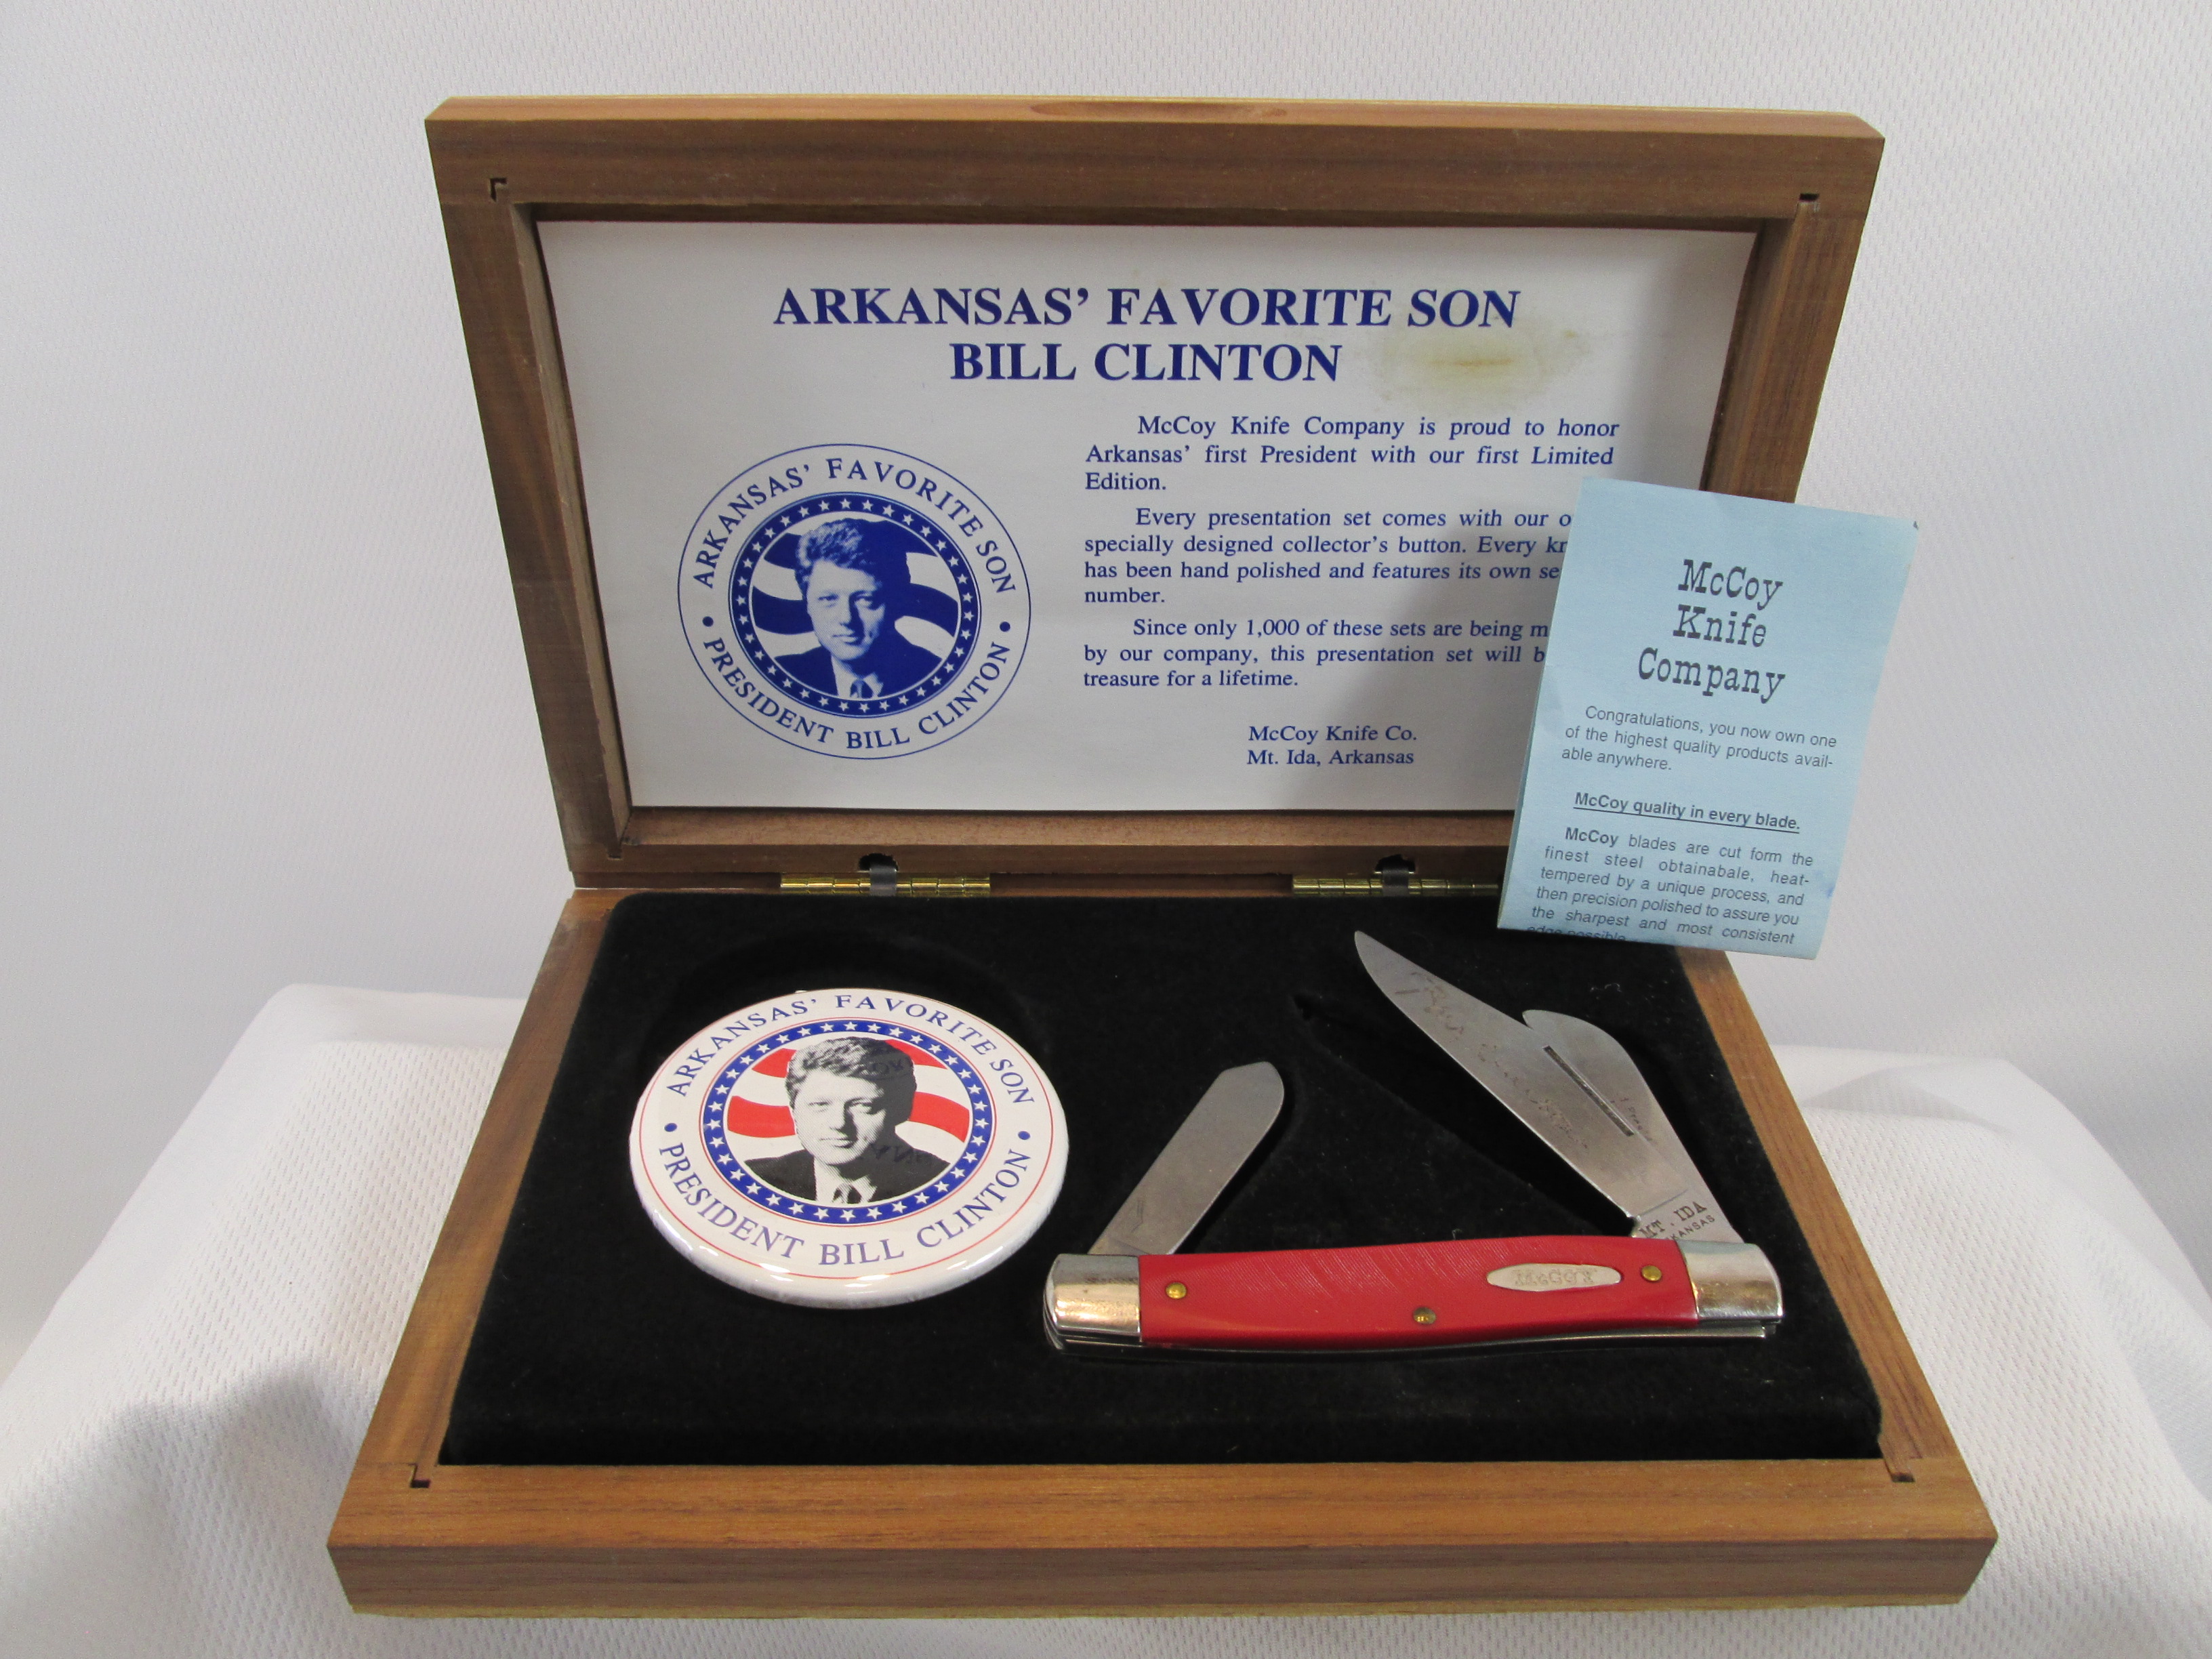 ARKANSAS' FAVORITE SON
BILL CLINTON
McCoy Knife Company is proud to honor
Arkansas' first President with our first Limited
Edition.
Every presentation set comes with our
specially designed collector's button. Every
has been hand polished and features its own
number.
Since only 1,000 of these sets are being
by our company, this presentation set will
treasure for a lifetime.
McCoy Knife Co.
Mt. Ida, Arkansas
ARKANSAS' FAVORITE SON
• PRESIDENT BILL CLINTON •
McCoy
Knife
Company
Congratulations, you now own one
of the highest quality products avail-
able anywhere.
McCoy quality in every blade.
McCoy blades are cut form the
finest steel obtainabale, heat-
tempered by a unique process, and
then precision polished to assure you
the sharpest and most consistent
edge possible.
ARKANSAS' FAVORITE SON
• PRESIDENT BILL CLINTON •
MT. IDA
McCOY